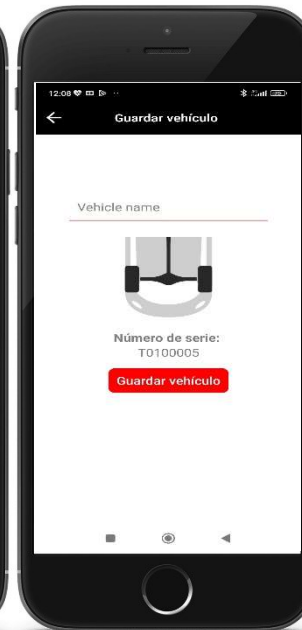 12:08
Guardar vehículo
Vehicle name
Número de serie:
T0100005
Guardar vehículo